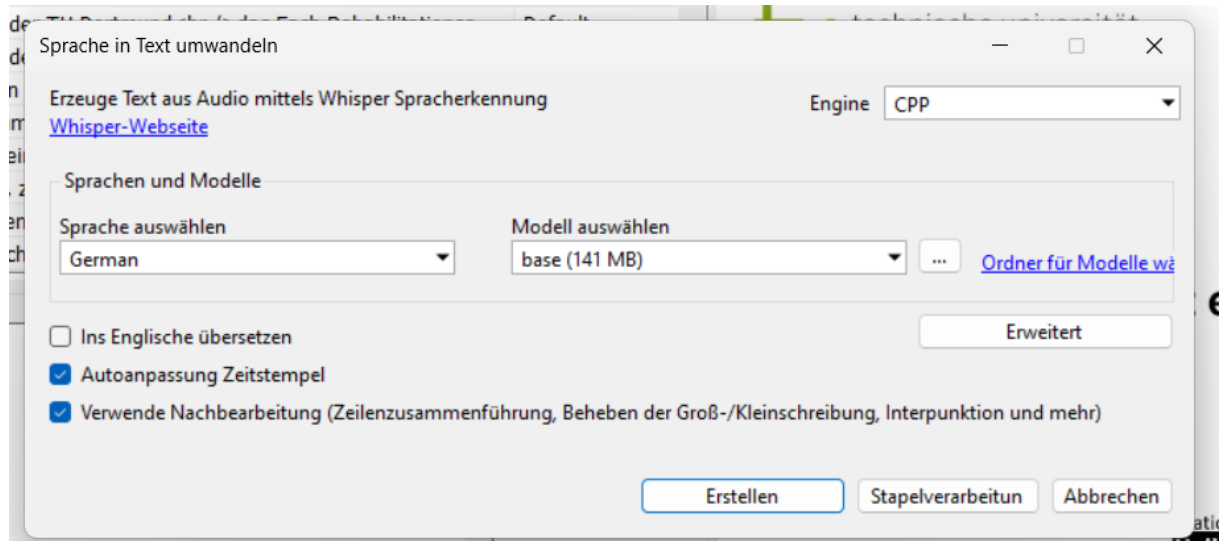 Sprache in Text umwandeln
Erzeuge Text aus Audio mittels Whisper Spracherkennung
Whisper-Webseite
Engine CPP
Sprachen und Modelle
Sprache auswählen
German
Modell auswählen
base (141 MB)
...
Ordner für Modelle wä
Ins Englische übersetzen
Erweitert
Autoanpassung Zeitstempel
Verwende Nachbearbeitung (Zeilenzusammenführung, Beheben der Groß-/Kleinschreibung, Interpunktion und mehr)
Erstellen
Stapelverarbeitun
Abbrechen